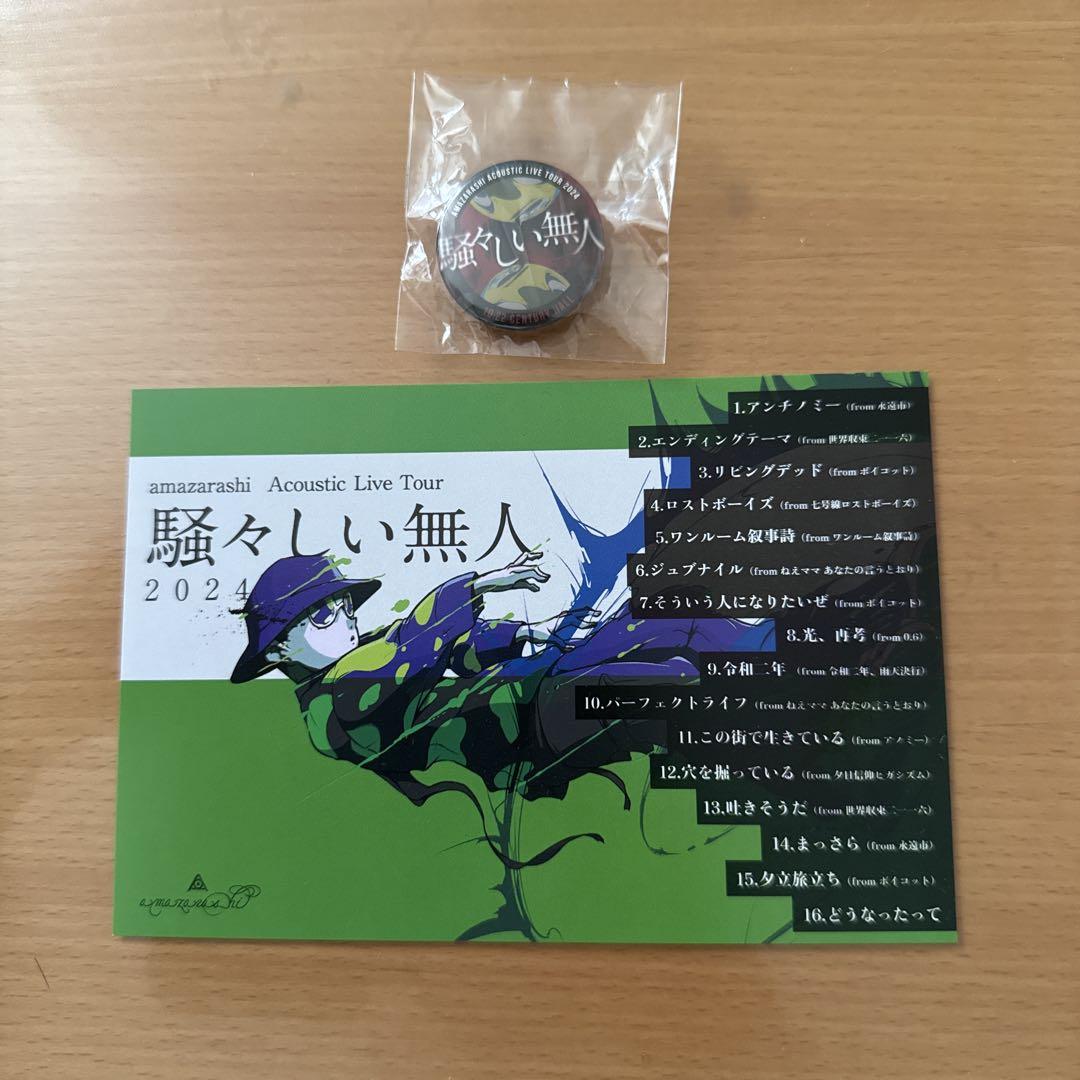 AMAZARASHI ACOUSTIC LIVE TOUR 2024
騒々しい無人
10.22 CENTURY HALL
amazarashi Acoustic Live Tour
騒々しい無人
2024
1.アンチノミー (from 永遠市)
2.エンディングテーマ (from 世界収束二一一六)
3.リビングデッド (from ボイコット)
4.ロストボーイズ (from 七号線ロストボーイズ)
5.ワンルーム叙事詩 (from ワンルーム叙事詩)
6.ジュブナイル (from ねえママ あなたの言うとおり)
7.そういう人になりたいぜ (from ボイコット)
8.光、再考 (from 0.6)
9.令和二年 (from 令和二年、雨天決行)
10.パーフェクトライフ (from ねえママ あなたの言うとおり)
11.この街で生きている (from アノミー)
12.穴を掘っている (from 夕日信仰ヒガシズム)
13.吐きそうだ (from 世界収束二一一六)
14.まっさら (from 永遠市)
15.夕立旅立ち (from ボイコット)
16.どうなったって
amazarashi